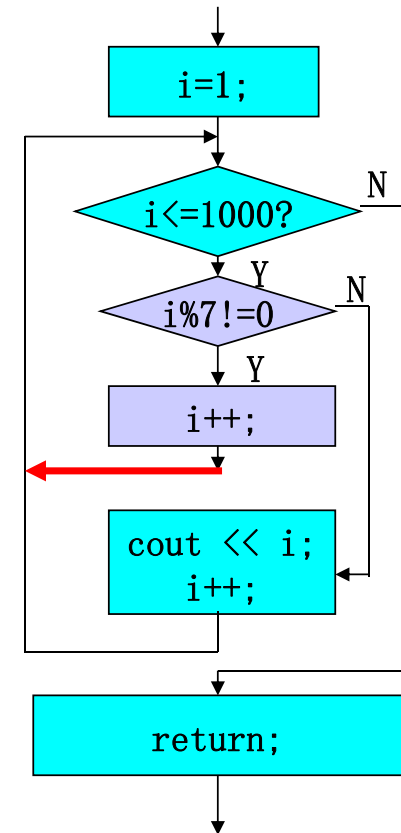 i=1;
N
i<=1000?
Y
N
i%7!=0
Y
i++;
cout << i;
i++;
return;